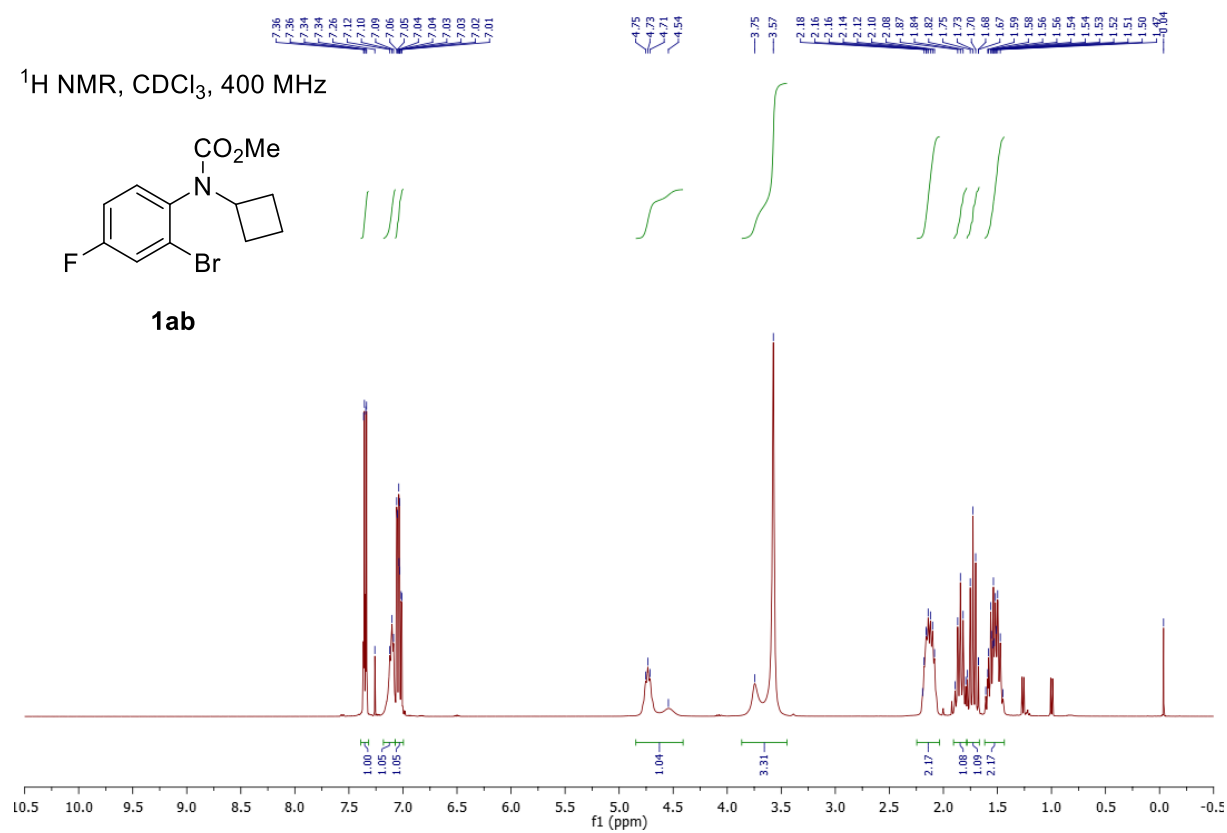 7.36 7.36 7.34 7.34 7.26 7.12 7.10 7.09 7.06 7.05 7.04 7.04 7.03 7.03 7.02 7.01 4.75 4.73 4.71 4.54 3.75 3.57 2.18 2.16 2.16 2.14 2.12 2.10 2.08 1.87 1.84 1.82 1.75 1.73 1.70 1.68 1.67 1.59 1.58 1.56 1.56 1.54 1.54 1.53 1.52 1.51 1.50 1.47 -0.04
¹H NMR, CDCl₃, 400 MHz
CO₂Me
N
F
Br
1ab
1.00 1.05 1.05 1.04 3.31 2.17 1.08 1.09 2.17
10.5 10.0 9.5 9.0 8.5 8.0 7.5 7.0 6.5 6.0 5.5 5.0 4.5 4.0 3.5 3.0 2.5 2.0 1.5 1.0 0.5 0.0 -0.5
f1 (ppm)